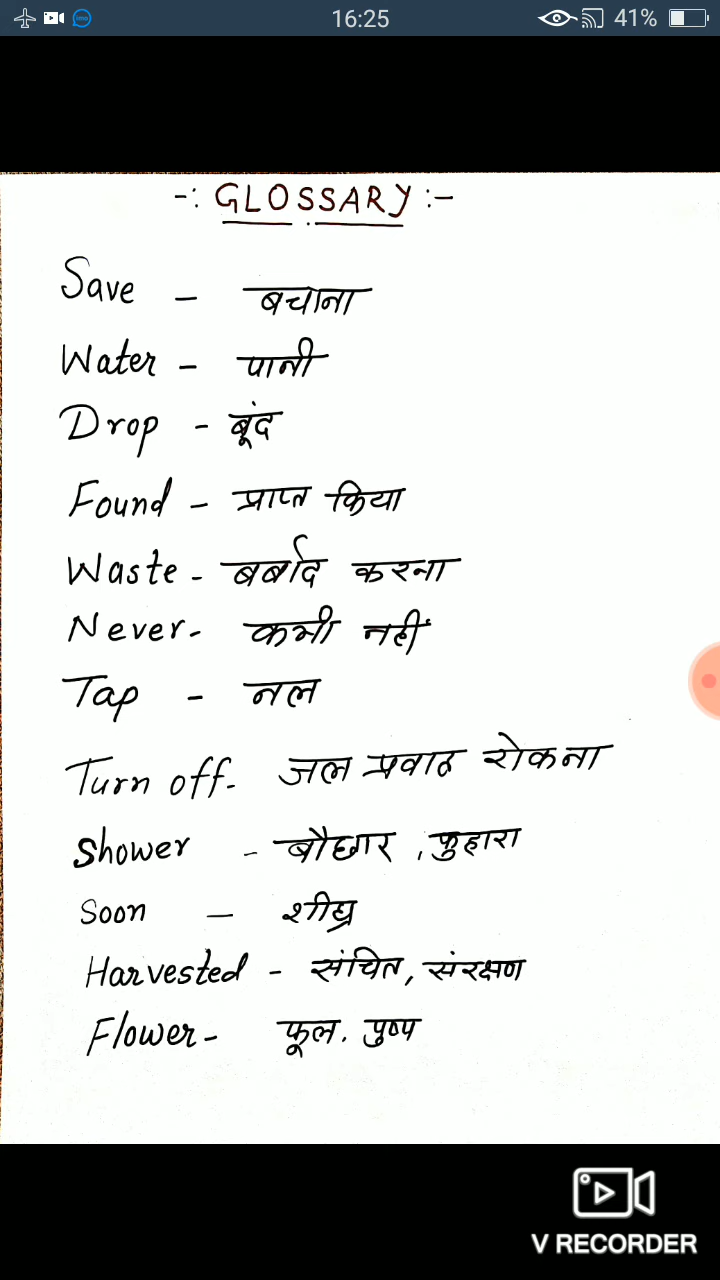 16:25 41%
-: GLOSSARY :-
Save - बचाना
Water - पानी
Drop - बूंद
Found - प्राप्त किया
Waste - बर्बाद करना
Never - कभी नहीं
Tap - नल
Turn off - जल प्रवाह रोकना
Shower - बौछार, फुहारा
Soon - शीघ्र
Harvested - संचित, संरक्षण
Flower - फूल. पुष्प
V RECORDER